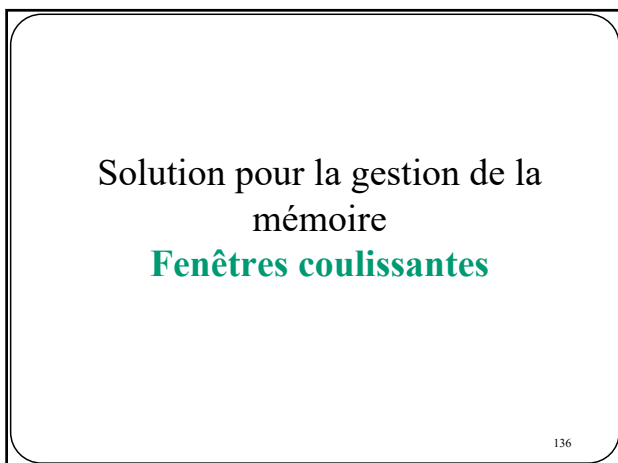 Solution pour la gestion de la
mémoire
Fenêtres coulissantes
136